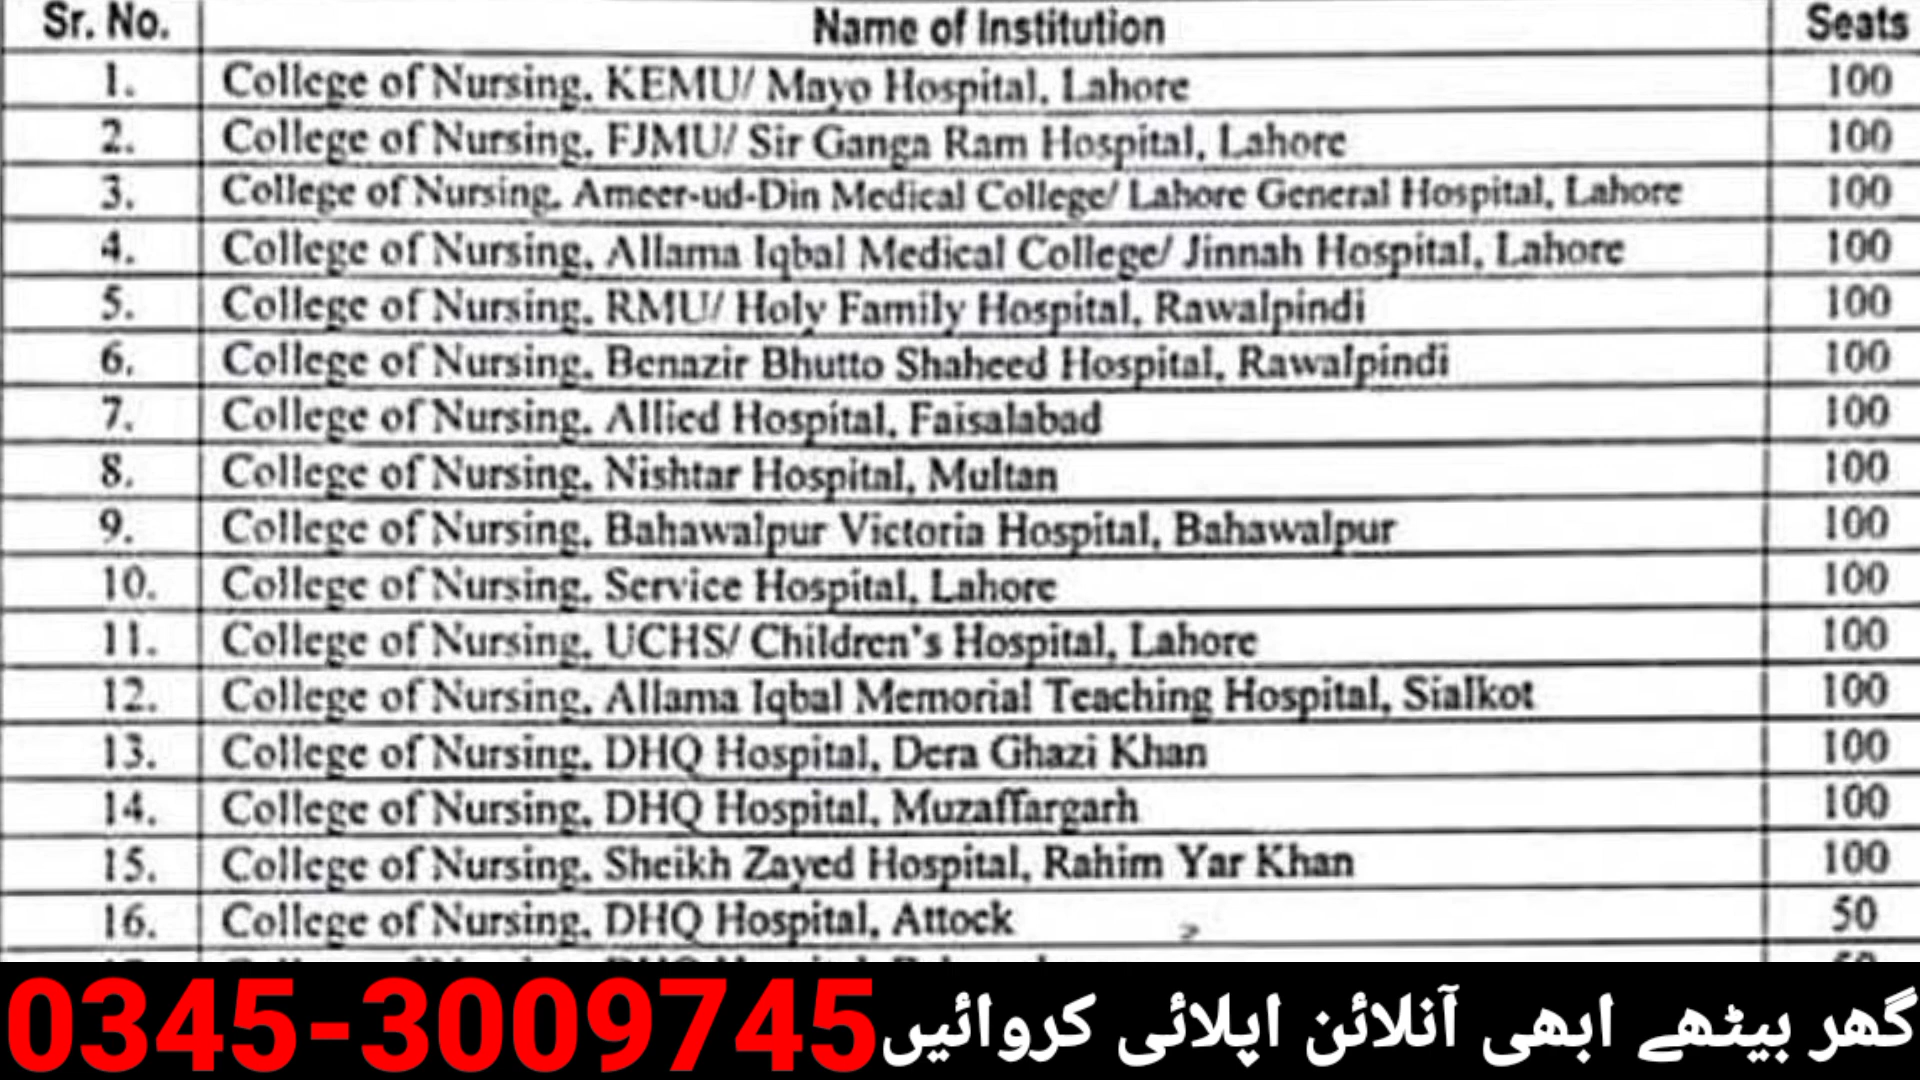 Sr. No. Name of Institution Seats
1. College of Nursing, KEMU/ Mayo Hospital, Lahore 100
2. College of Nursing, FJMU/ Sir Ganga Ram Hospital, Lahore 100
3. College of Nursing, Ameer-ud-Din Medical College/ Lahore General Hospital, Lahore 100
4. College of Nursing, Allama Iqbal Medical College/ Jinnah Hospital, Lahore 100
5. College of Nursing, RMU/ Holy Family Hospital, Rawalpindi 100
6. College of Nursing, Benazir Bhutto Shaheed Hospital, Rawalpindi 100
7. College of Nursing, Allied Hospital, Faisalabad 100
8. College of Nursing, Nishtar Hospital, Multan 100
9. College of Nursing, Bahawalpur Victoria Hospital, Bahawalpur 100
10. College of Nursing, Service Hospital, Lahore 100
11. College of Nursing, UCHS/ Children's Hospital, Lahore 100
12. College of Nursing, Allama Iqbal Memorial Teaching Hospital, Sialkot 100
13. College of Nursing, DHQ Hospital, Dera Ghazi Khan 100
14. College of Nursing, DHQ Hospital, Muzaffargarh 100
15. College of Nursing, Sheikh Zayed Hospital, Rahim Yar Khan 100
16. College of Nursing, DHQ Hospital, Attock 50
گھر بیٹھے ابھی آنلائن اپلائی کروائیں 0345-3009745